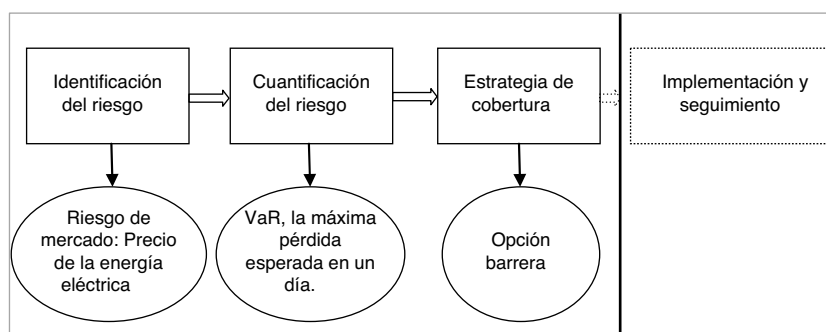 Identificación
del riesgo
Cuantificación
del riesgo
Estrategia de
cobertura
Implementación y
seguimiento
Riesgo de
mercado: Precio
de la energía
eléctrica
VaR, la máxima
pérdida
esperada en un
día.
Opción
barrera